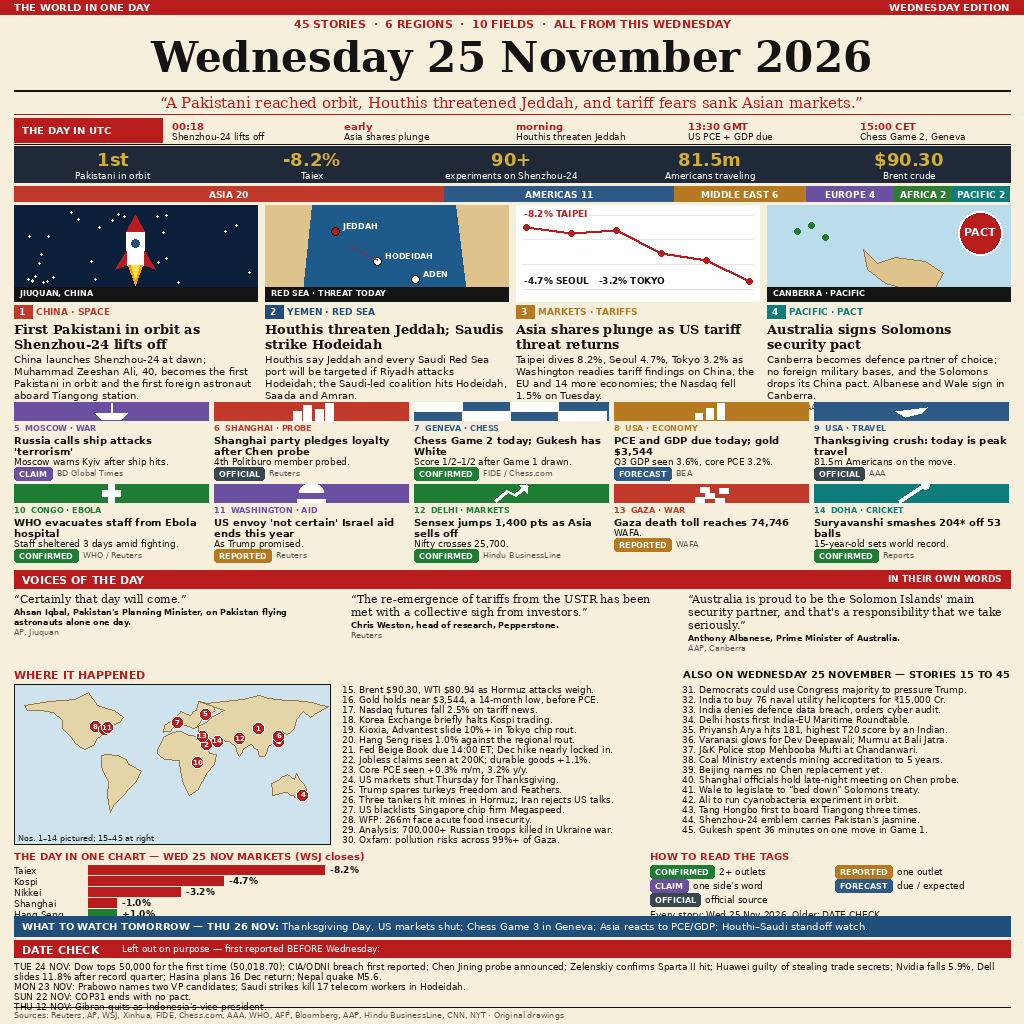 THE WORLD IN ONE DAY
WEDNESDAY EDITION
45 STORIES · 6 REGIONS · 10 FIELDS · ALL FROM THIS WEDNESDAY
Wednesday 25 November 2026
“A Pakistani reached orbit, Houthis threatened Jeddah, and tariff fears sank Asian markets.”
THE DAY IN UTC
00:18
Shenzhou-24 lifts off
early
Asia shares plunge
morning
Houthis threaten Jeddah
13:30 GMT
US PCE + GDP due
15:00 CET
Chess Game 2, Geneva
1st
Pakistani in orbit
-8.2%
Taiex
90+
experiments on Shenzhou-24
81.5m
Americans traveling
$90.30
Brent crude
ASIA 20
AMERICAS 11
MIDDLE EAST 6
EUROPE 4
AFRICA 2
PACIFIC 2
JIUQUAN, CHINA
1 CHINA · SPACE
First Pakistani in orbit as
Shenzhou-24 lifts off
China launches Shenzhou-24 at dawn;
Muhammad Zeeshan Ali, 40, becomes the first
Pakistani in orbit and the first foreign astronaut
aboard Tiangong station.
JEDDAH
HODEIDAH
ADEN
RED SEA · THREAT TODAY
2 YEMEN · RED SEA
Houthis threaten Jeddah; Saudis
strike Hodeidah
Houthis say Jeddah and every Saudi Red Sea
port will be targeted if Riyadh attacks
Hodeidah; the Saudi-led coalition hits Hodeidah,
Saada and Amran.
-8.2% TAIPEI
-4.7% SEOUL -3.2% TOKYO
3 MARKETS · TARIFFS
Asia shares plunge as US tariff
threat returns
Taipei dives 8.2%, Seoul 4.7%, Tokyo 3.2% as
Washington readies tariff findings on China, the
EU and 14 more economies; the Nasdaq fell
1.5% on Tuesday.
PACT
CANBERRA · PACIFIC
4 PACIFIC · PACT
Australia signs Solomons
security pact
Canberra becomes defence partner of choice;
no foreign military bases, and the Solomons
drops its China pact. Albanese and Wale sign in
Canberra.
5 MOSCOW · WAR
Russia calls ship attacks
'terrorism'
Moscow warns Kyiv after ship hits.
CLAIM BD Global Times
6 SHANGHAI · PROBE
Shanghai party pledges loyalty
after Chen probe
4th Politburo member probed.
OFFICIAL Reuters
7 GENEVA · CHESS
Chess Game 2 today; Gukesh has
White
Score 1/2–1/2 after Game 1 drawn.
CONFIRMED FIDE / Chess.com
8 USA · ECONOMY
PCE and GDP due today; gold
$3,544
Q3 GDP seen 3.6%, core PCE 3.2%.
FORECAST BEA
9 USA · TRAVEL
Thanksgiving crush: today is peak
travel
81.5m Americans on the move.
OFFICIAL AAA
10 CONGO · EBOLA
WHO evacuates staff from Ebola
hospital
Staff sheltered 3 days amid fighting.
CONFIRMED WHO / Reuters
11 WASHINGTON · AID
US envoy 'not certain' Israel aid
ends this year
As Trump promised.
REPORTED Reuters
12 DELHI · MARKETS
Sensex jumps 1,400 pts as Asia
sells off
Nifty crosses 25,700.
CONFIRMED Hindu BusinessLine
13 GAZA · WAR
Gaza death toll reaches 74,746
WAFA.
REPORTED WAFA
14 DOHA · CRICKET
Suryavanshi smashes 204* off 53
balls
15-year-old sets world record.
CONFIRMED Reports
VOICES OF THE DAY
IN THEIR OWN WORDS
“Certainly that day will come.”
Ahsan Iqbal, Pakistan's Planning Minister, on Pakistan flying
astronauts alone one day.
AP, Jiuquan
“The re-emergence of tariffs from the USTR has been
met with a collective sigh from investors.”
Chris Weston, head of research, Pepperstone.
Reuters
“Australia is proud to be the Solomon Islands' main
security partner, and that's a responsibility that we take
seriously.”
Anthony Albanese, Prime Minister of Australia.
AAP, Canberra
WHERE IT HAPPENED
ALSO ON WEDNESDAY 25 NOVEMBER — STORIES 15 TO 45
8
11
7
5
13
2
14
12
1
6
10
4
Nos. 1–14 pictured; 15–45 at right
15. Brent $90.30, WTI $80.94 as Hormuz attacks weigh.
16. Gold holds near $3,544, a 14-month low, before PCE.
17. Nasdaq futures fall 2.5% on tariff news.
18. Korea Exchange briefly halts Kospi trading.
19. Kioxia, Advantest slide 10%+ in Tokyo chip rout.
20. Hang Seng rises 1.0% against the regional rout.
21. Fed Beige Book due 14:00 ET; Dec hike nearly locked in.
22. Jobless claims seen at 200K; durable goods +1.1%.
23. Core PCE seen +0.3% m/m, 3.2% y/y.
24. US markets shut Thursday for Thanksgiving.
25. Trump spares turkeys Freedom and Feathers.
26. Three tankers hit mines in Hormuz; Iran rejects US talks.
27. US blacklists Singapore chip firm Megaspeed.
28. WFP: 266m face acute food insecurity.
29. Analysis: 700,000+ Russian troops killed in Ukraine war.
30. Oxfam: pollution risks across 99%+ of Gaza.
31. Democrats could use Congress majority to pressure Trump.
32. India to buy 76 naval utility helicopters for ₹15,000 Cr.
33. India denies defence data breach, orders cyber audit.
34. Delhi hosts first India-EU Maritime Roundtable.
35. Priyansh Arya hits 181, highest T20 score by an Indian.
36. Varanasi glows for Dev Deepawali; Murmu at Bali Jatra.
37. J&K Police stop Mehbooba Mufti at Chandanwari.
38. Coal Ministry extends mining accreditation to 5 years.
39. Beijing names no Chen replacement yet.
40. Shanghai officials hold late-night meeting on Chen probe.
41. Wale to legislate to “bed down” Solomons treaty.
42. Ali to run cyanobacteria experiment in orbit.
43. Tang Hongbo first to board Tiangong three times.
44. Shenzhou-24 emblem carries Pakistan's jasmine.
45. Gukesh spent 36 minutes on one move in Game 1.
THE DAY IN ONE CHART — WED 25 NOV MARKETS (WSJ closes)
Taiex -8.2%
Kospi -4.7%
Nikkei -3.2%
Shanghai -1.0%
Hang Seng +1.0%
HOW TO READ THE TAGS
CONFIRMED 2+ outlets
REPORTED one outlet
CLAIM one side's word
FORECAST due / expected
OFFICIAL official source
Every story: Wed 25 Nov 2026. Older: DATE CHECK.
WHAT TO WATCH TOMORROW — THU 26 NOV: Thanksgiving Day, US markets shut; Chess Game 3 in Geneva; Asia reacts to PCE/GDP; Houthi–Saudi standoff watch.
DATE CHECK Left out on purpose — first reported BEFORE Wednesday:
TUE 24 NOV: Dow tops 50,000 for the first time (50,018.70); CIA/ODNI breach first reported; Chen Jining probe announced; Zelenskiy confirms Sparta II hit; Huawei guilty of stealing trade secrets; Nvidia falls 5.9%, Dell
slides 11.8% after record quarter; Hasina plans 16 Dec return; Nepal quake M5.6.
MON 23 NOV: Prabowo names two VP candidates; Saudi strikes kill 17 telecom workers in Hodeidah.
SUN 22 NOV: COP31 ends with no pact.
THU 12 NOV: Gibran quits as Indonesia's vice president.
Sources: Reuters, AP, WSJ, Xinhua, FIDE, Chess.com, AAA, WHO, AFP, Bloomberg, AAP, Hindu BusinessLine, CNN, NYT · Original drawings